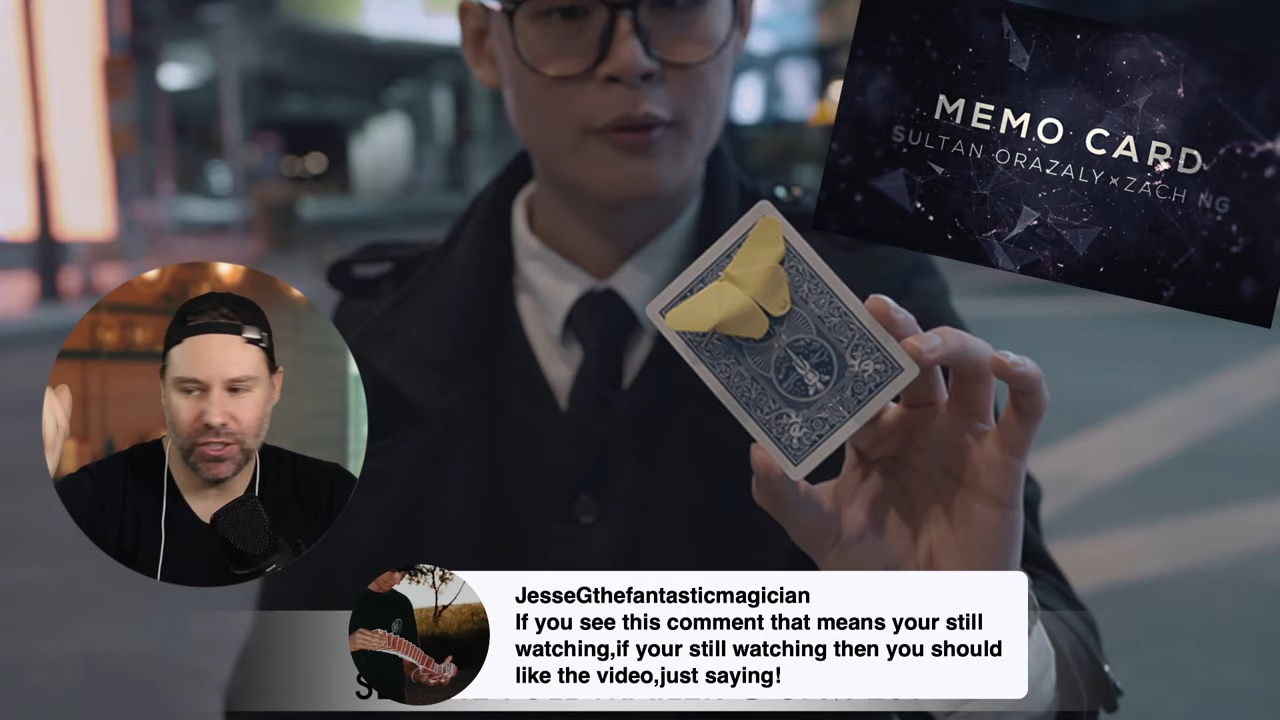 MEMO CARD
SULTAN ORAZALY × ZACH NG
JesseGthefantasticmagician
If you see this comment that means your still
watching,if your still watching then you should
like the video,just saying!